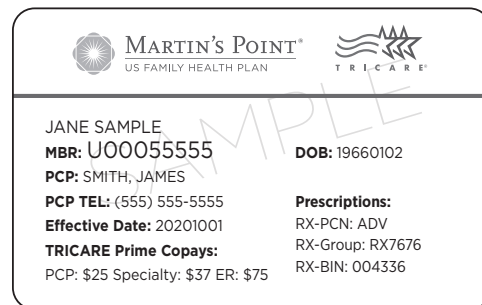 MARTIN'S POINT®
US FAMILY HEALTH PLAN
TRICARE®
SAMPLE
JANE SAMPLE
MBR: U00055555
PCP: SMITH, JAMES
PCP TEL: (555) 555-5555
Effective Date: 20201001
TRICARE Prime Copays:
PCP: $25 Specialty: $37 ER: $75
DOB: 19660102
Prescriptions:
RX-PCN: ADV
RX-Group: RX7676
RX-BIN: 004336